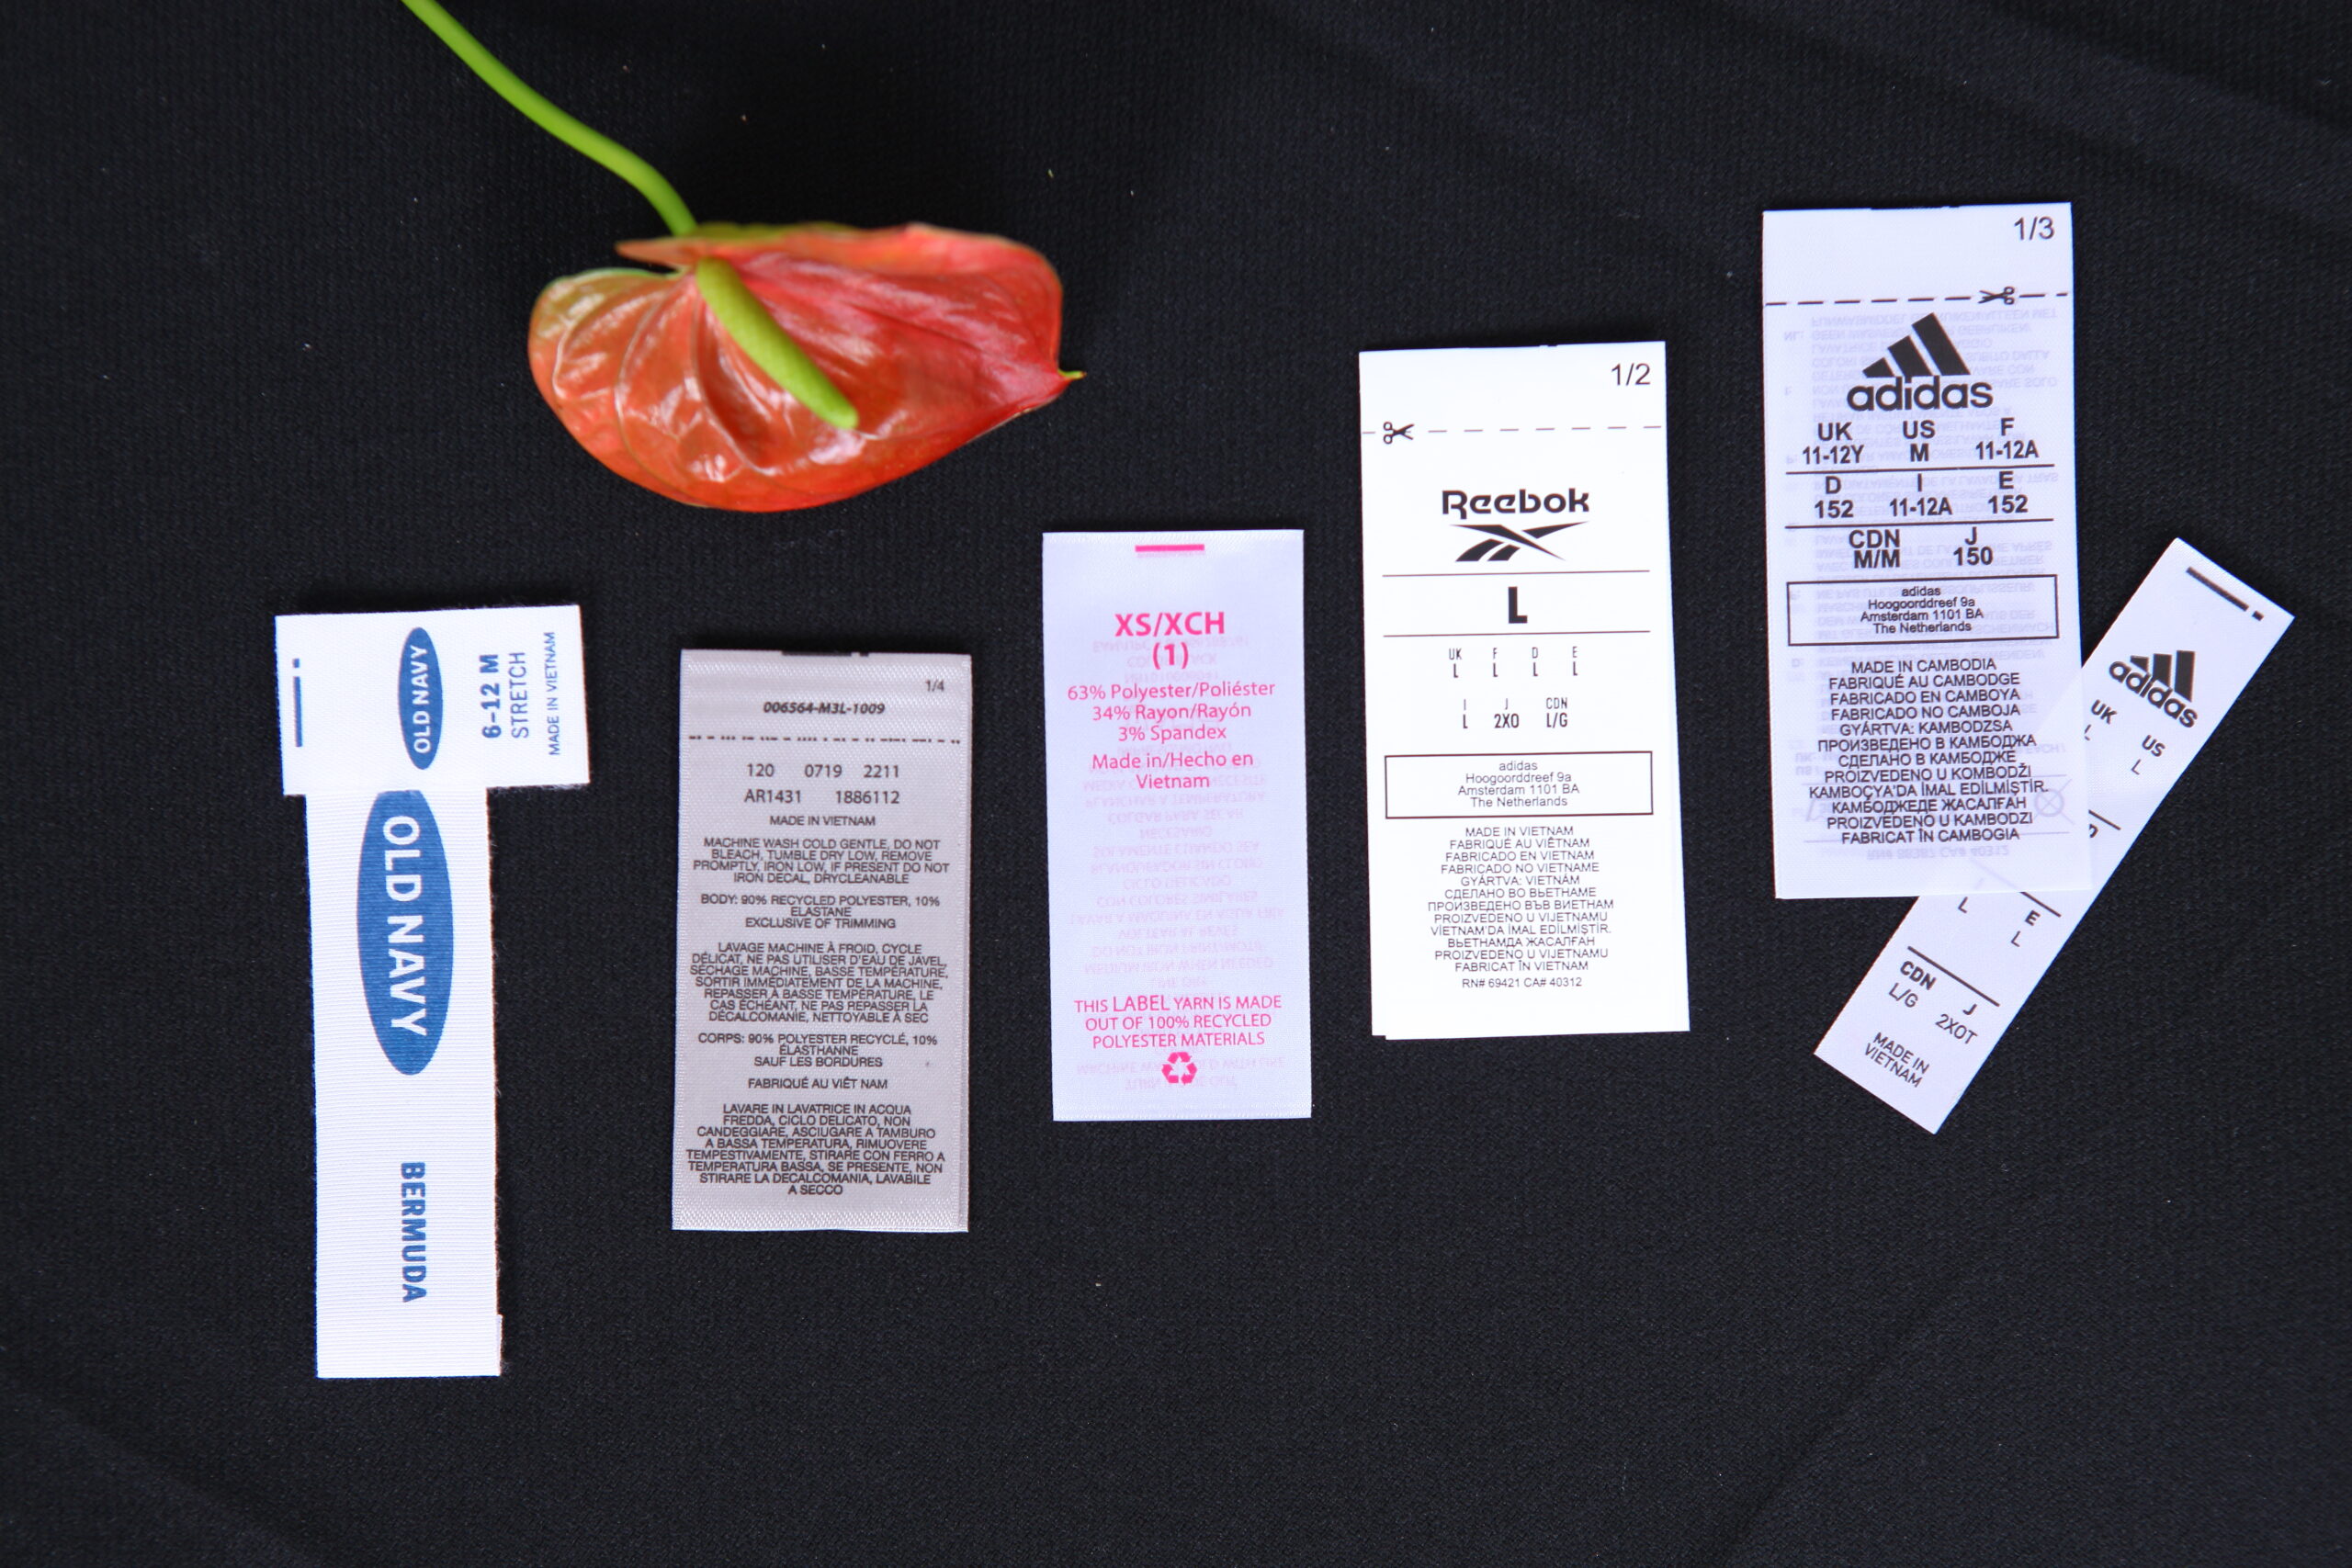 OLD NAVY
6-12 M
STRETCH
MADE IN VIETNAM
OLD NAVY
BERMUDA
1/4
006564-M3L-1009
120 0719 2211
AR1431 1886112
MADE IN VIETNAM
MACHINE WASH COLD GENTLE, DO NOT
BLEACH, TUMBLE DRY LOW, REMOVE
PROMPTLY, IRON LOW, IF PRESENT DO NOT
IRON DECAL, DRYCLEANABLE
BODY: 90% RECYCLED POLYESTER, 10%
ELASTANE
EXCLUSIVE OF TRIMMING
LAVAGE MACHINE À FROID, CYCLE
DÉLICAT, NE PAS UTILISER D'EAU DE JAVEL,
SÉCHAGE MACHINE, BASSE TEMPÉRATURE,
SORTIR IMMÉDIATEMENT DE LA MACHINE,
REPASSER À BASSE TEMPÉRATURE, LE
CAS ÉCHÉANT, NE PAS REPASSER LA
DÉCALCOMANIE, NETTOYABLE À SEC
CORPS: 90% POLYESTER RECYCLÉ, 10%
ÉLASTHANNE
SAUF LES BORDURES
FABRIQUÉ AU VIÊT NAM
LAVARE IN LAVATRICE IN ACQUA
FREDDA, CICLO DELICATO, NON
CANDEGGIARE, ASCIUGARE A TAMBURO
A BASSA TEMPERATURA, RIMUOVERE
TEMPESTIVAMENTE, STIRARE CON FERRO A
TEMPERATURA BASSA, SE PRESENTE, NON
STIRARE LA DECALCOMANIA, LAVABILE
A SECCO
XS/XCH
(1)
63% Polyester/Poliéster
34% Rayon/Rayón
3% Spandex
Made in/Hecho en
Vietnam
THIS LABEL YARN IS MADE
OUT OF 100% RECYCLED
POLYESTER MATERIALS
1/2
Reebok
L
UK F D E
L L L L
I J CDN
L 2XO L/G
adidas
Hoogoorddreef 9a
Amsterdam 1101 BA
The Netherlands
MADE IN VIETNAM
FABRIQUÉ AU VIÊTNAM
FABRICADO EN VIETNAM
FABRICADO NO VIETNAME
GYÁRTVA: VIETNÁM
СДЕЛАНО ВО ВЬЕТНАМЕ
ПРОИЗВЕДЕНО ВЪВ ВИЕТНАМ
PROIZVEDENO U VIJETNAMU
VİETNAM'DA İMAL EDİLMİŞTİR.
ВЬЕТНАМДА ЖАСАЛҒАН
PROIZVEDENO U VIJETNAMU
FABRICAT ÎN VIETNAM
RN# 69421 CA# 40312
1/3
adidas
UK US F
11-12Y M 11-12A
D I E
152 11-12A 152
CDN J
M/M 150
adidas
Hoogoorddreef 9a
Amsterdam 1101 BA
The Netherlands
MADE IN CAMBODIA
FABRIQUÉ AU CAMBODGE
FABRICADO EN CAMBOYA
FABRICADO NO CAMBOJA
GYÁRTVA: KAMBODZSA
ПРОИЗВЕДЕНО В КАМБОДЖА
СДЕЛАНО В КАМБОДЖЕ
PROIZVEDENO U KOMBODŽI
KAMBOÇYA'DA İMAL EDİLMİŞTİR.
КАМБОДЖЕДЕ ЖАСАЛҒАН
PROIZVEDENO U KAMBODZI
FABRICAT ÎN CAMBOGIA
adidas
UK US
L L
D
E
L L
CDN J
L/G 2XOT
MADE IN
VIETNAM